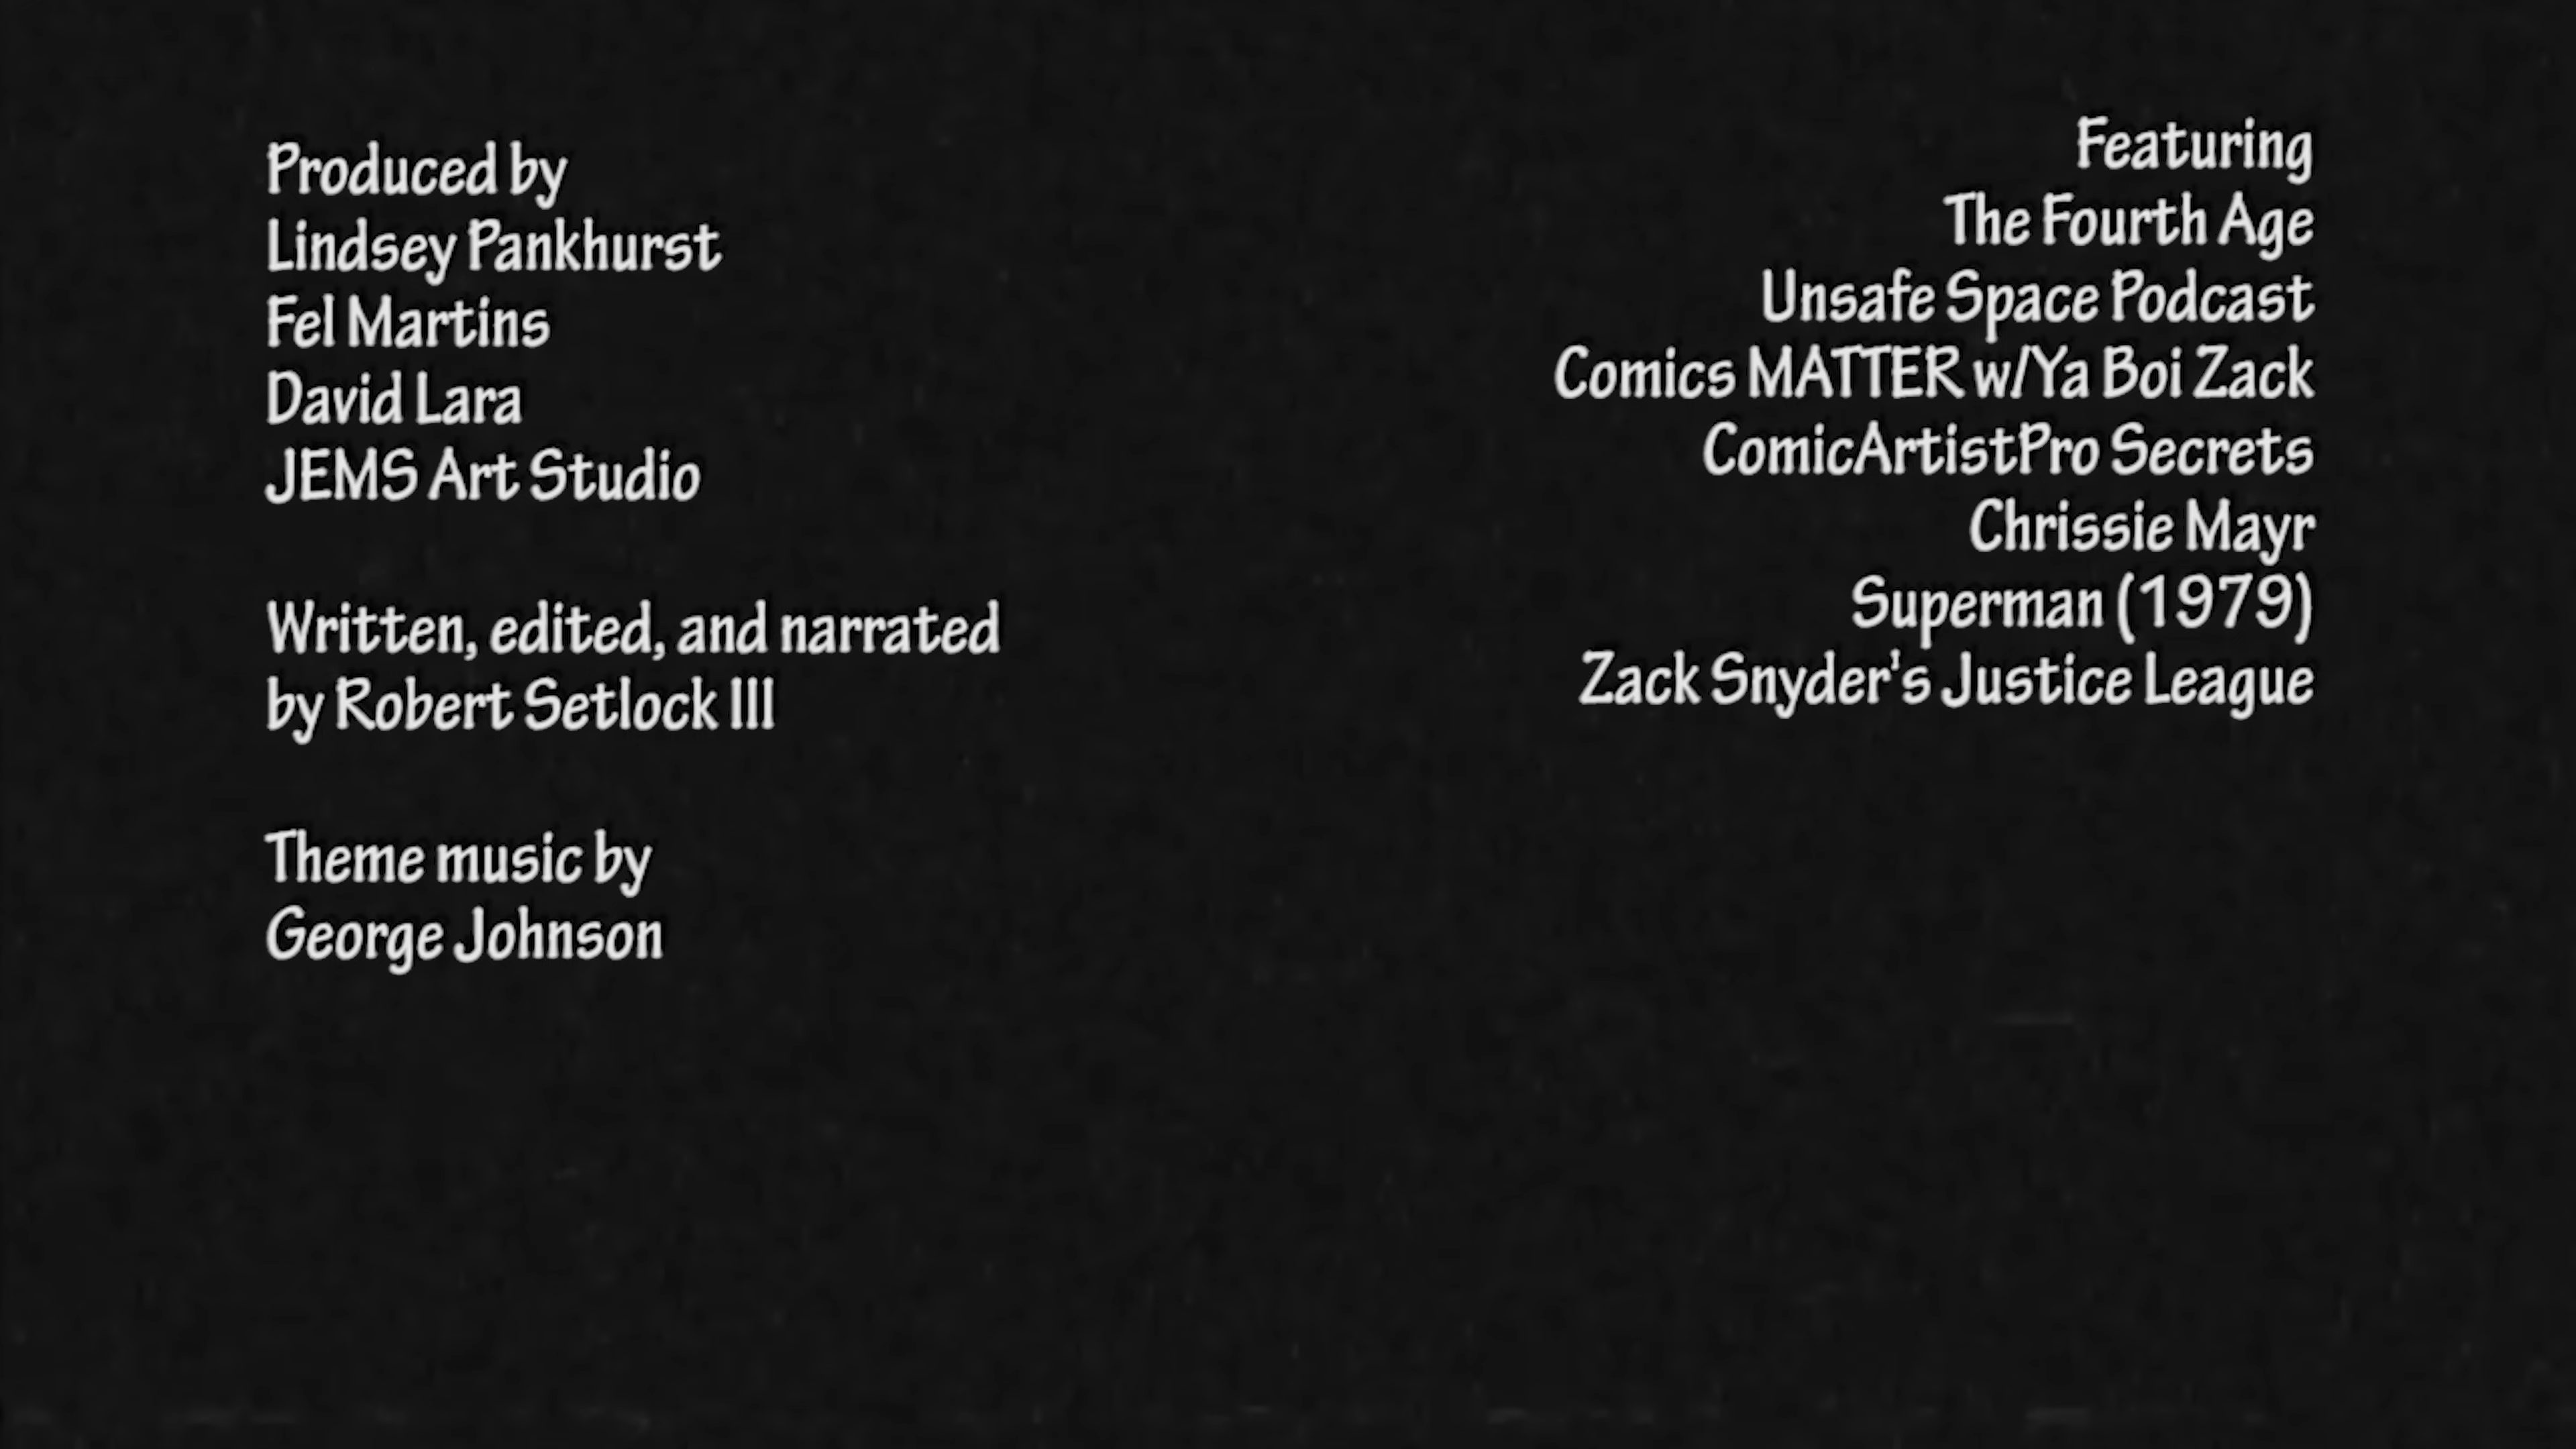 Produced by
Lindsey Pankhurst
Fel Martins
David Lara
JEMS Art Studio
Written, edited, and narrated
by Robert Setlock III
Theme music by
George Johnson
Featuring
The Fourth Age
Unsafe Space Podcast
Comics MATTER w/Ya Boi Zack
ComicArtistPro Secrets
Chrissie Mayr
Superman (1979)
Zack Snyder's Justice League